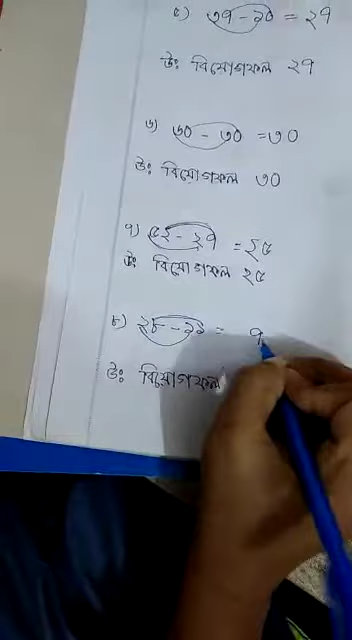 ৫) ৩৭ - ১০ = ২৭
উঃ বিয়োগফল ২৭
৬) ৬০ - ৩০ = ৩০
উঃ বিয়োগফল ৩০
৭) ৫২ - ২৭ = ২৫
উঃ বিয়োগফল ২৫
৮) ২৮ - ২১ = ৭
উঃ বিয়োগফল